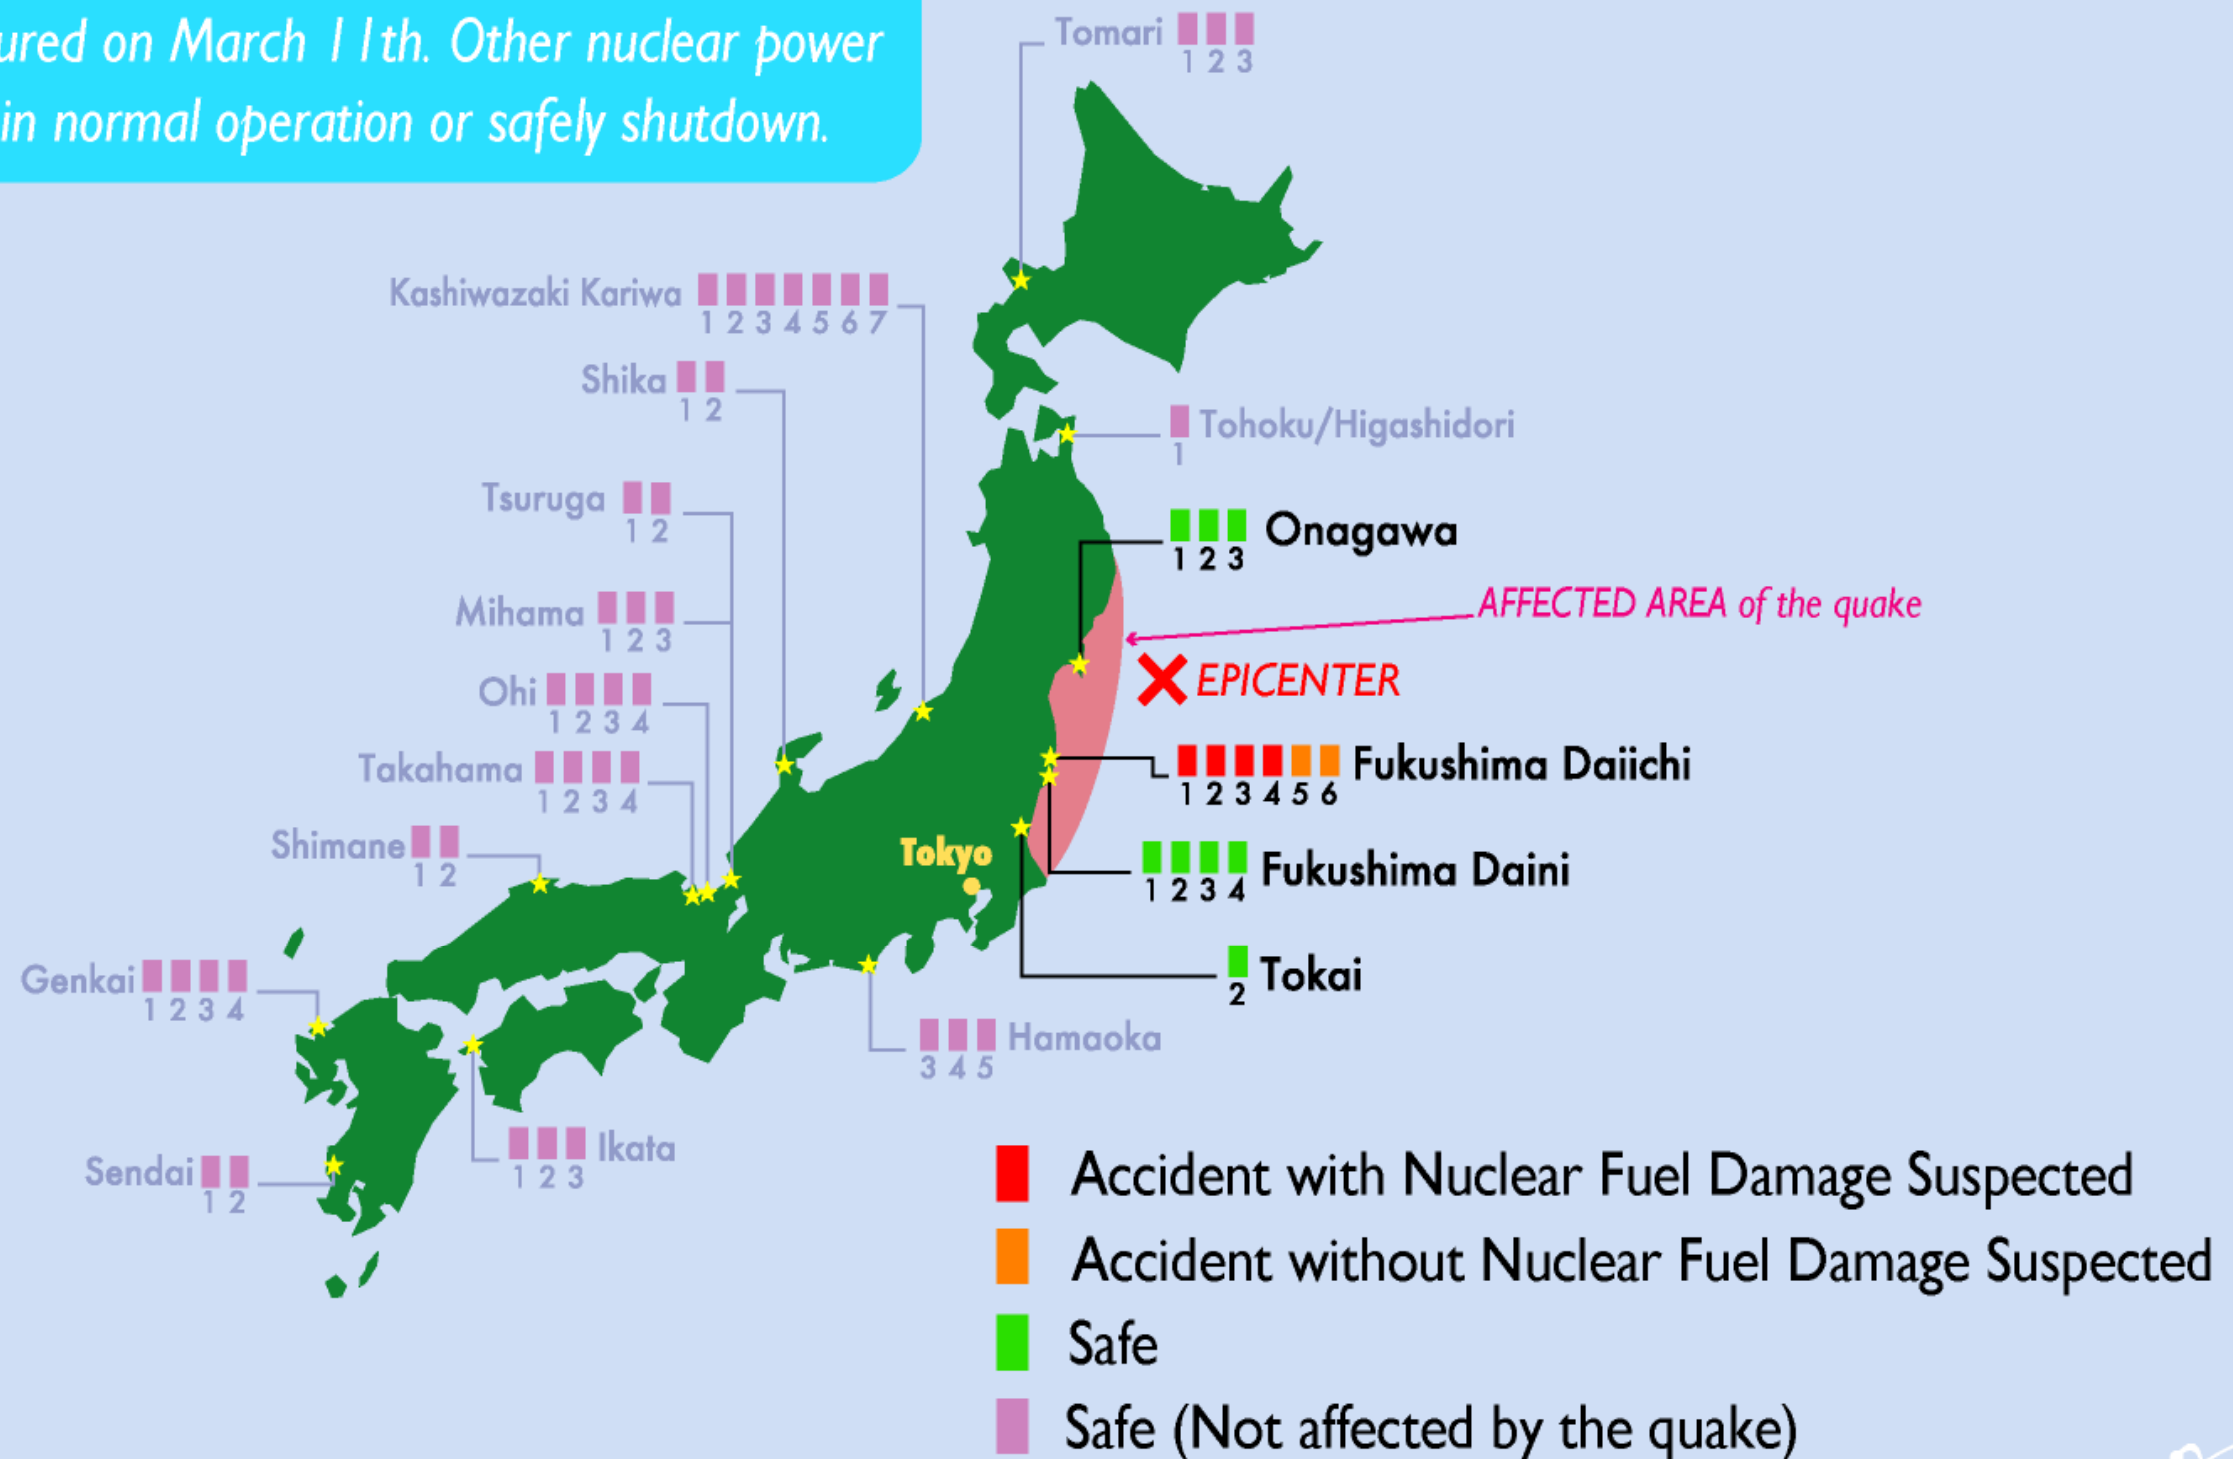 ured on March 11th. Other nuclear power
in normal operation or safely shutdown.
Tomari
1 2 3
Kashiwazaki Kariwa
1 2 3 4 5 6 7
Shika
1 2
Tohoku/Higashidori
1
Tsuruga
1 2
Onagawa
1 2 3
Mihama
1 2 3
AFFECTED AREA of the quake
EPICENTER
Ohi
1 2 3 4
Takahama
1 2 3 4
Fukushima Daiichi
1 2 3 4 5 6
Shimane
1 2
Tokyo
Fukushima Daini
1 2 3 4
Genkai
1 2 3 4
Tokai
2
Hamaoka
3 4 5
Ikata
1 2 3
Sendai
1 2
Accident with Nuclear Fuel Damage Suspected
Accident without Nuclear Fuel Damage Suspected
Safe
Safe (Not affected by the quake)